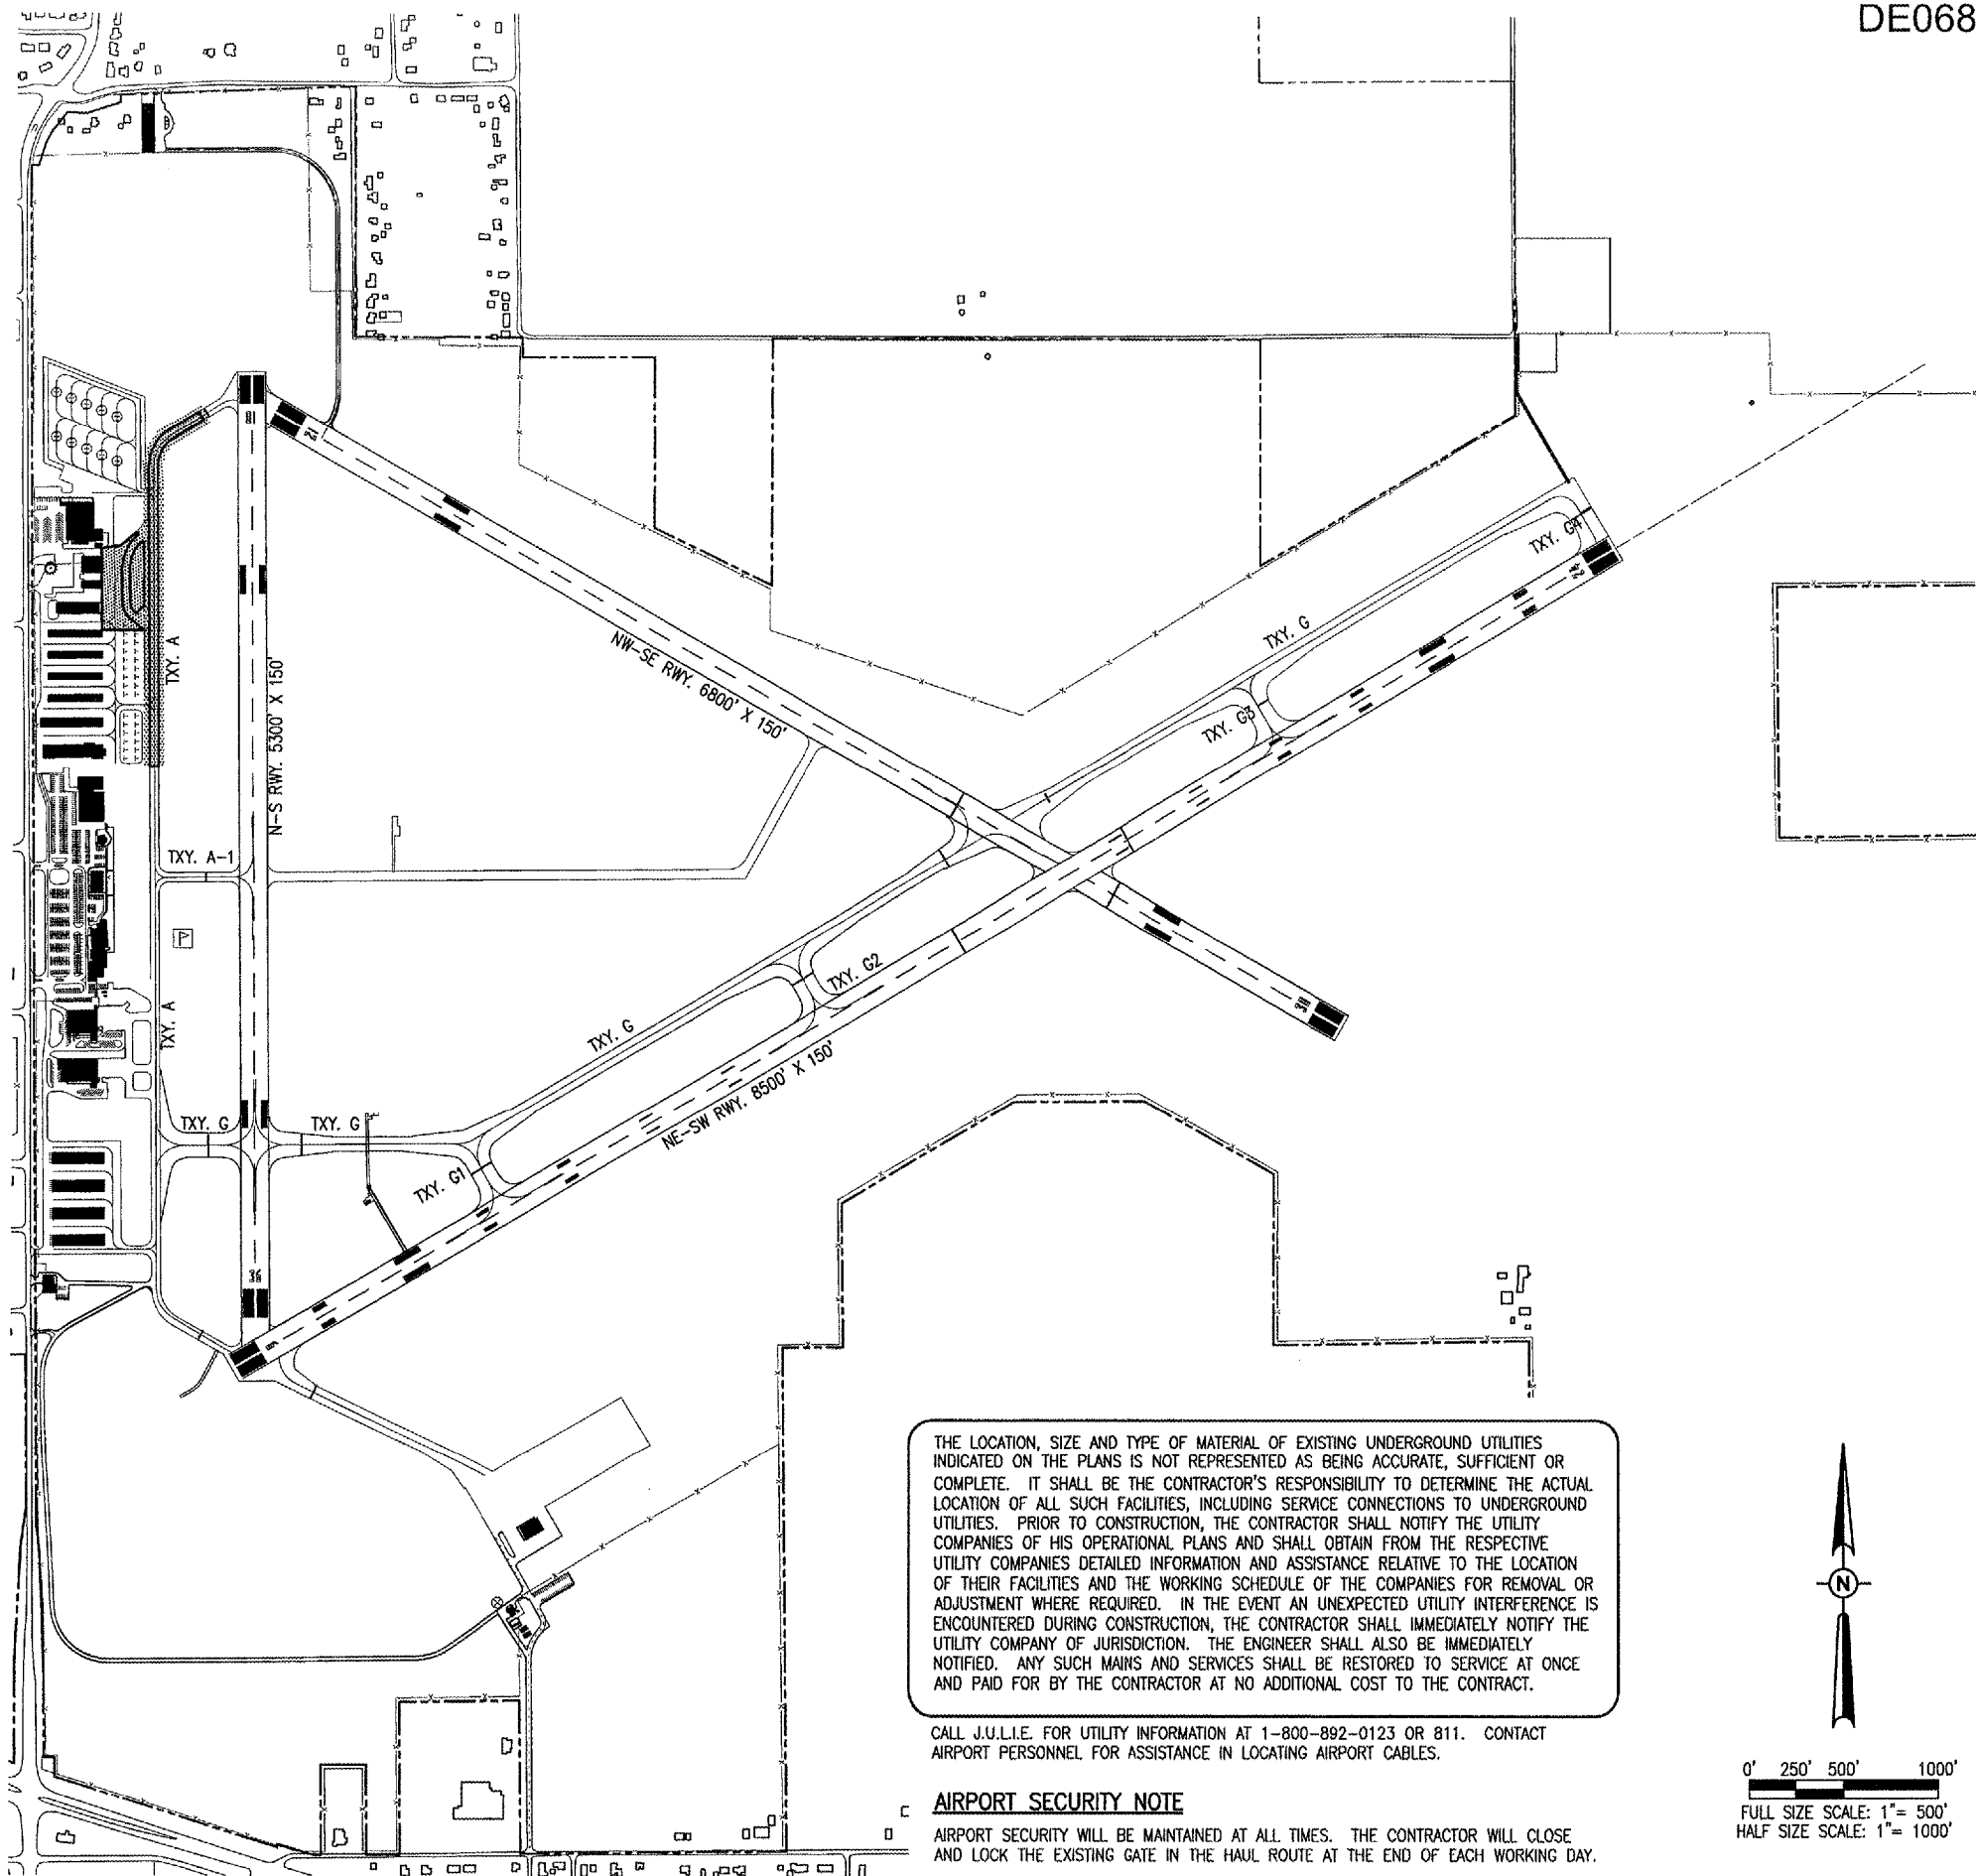 DE068
18
12
TXY. G4
24
TXY. G
TXY. A
NW-SE RWY. 6800' X 150'
N-S RWY. 5300' X 150'
TXY. G3
TXY. A-1
TXY. G2
31
TXY. A
TXY. G
NE-SW RWY. 8500' X 150'
TXY. G
TXY. G
TXY. G1
36
THE LOCATION, SIZE AND TYPE OF MATERIAL OF EXISTING UNDERGROUND UTILITIES
INDICATED ON THE PLANS IS NOT REPRESENTED AS BEING ACCURATE, SUFFICIENT OR
COMPLETE. IT SHALL BE THE CONTRACTOR'S RESPONSIBILITY TO DETERMINE THE ACTUAL
LOCATION OF ALL SUCH FACILITIES, INCLUDING SERVICE CONNECTIONS TO UNDERGROUND
UTILITIES. PRIOR TO CONSTRUCTION, THE CONTRACTOR SHALL NOTIFY THE UTILITY
COMPANIES OF HIS OPERATIONAL PLANS AND SHALL OBTAIN FROM THE RESPECTIVE
UTILITY COMPANIES DETAILED INFORMATION AND ASSISTANCE RELATIVE TO THE LOCATION
OF THEIR FACILITIES AND THE WORKING SCHEDULE OF THE COMPANIES FOR REMOVAL OR
ADJUSTMENT WHERE REQUIRED. IN THE EVENT AN UNEXPECTED UTILITY INTERFERENCE IS
ENCOUNTERED DURING CONSTRUCTION, THE CONTRACTOR SHALL IMMEDIATELY NOTIFY THE
UTILITY COMPANY OF JURISDICTION. THE ENGINEER SHALL ALSO BE IMMEDIATELY
NOTIFIED. ANY SUCH MAINS AND SERVICES SHALL BE RESTORED TO SERVICE AT ONCE
AND PAID FOR BY THE CONTRACTOR AT NO ADDITIONAL COST TO THE CONTRACT.
CALL J.U.L.I.E. FOR UTILITY INFORMATION AT 1-800-892-0123 OR 811. CONTACT
AIRPORT PERSONNEL FOR ASSISTANCE IN LOCATING AIRPORT CABLES.
AIRPORT SECURITY NOTE
AIRPORT SECURITY WILL BE MAINTAINED AT ALL TIMES. THE CONTRACTOR WILL CLOSE
AND LOCK THE EXISTING GATE IN THE HAUL ROUTE AT THE END OF EACH WORKING DAY.
N
0' 250' 500' 1000'
FULL SIZE SCALE: 1"= 500'
HALF SIZE SCALE: 1"= 1000'